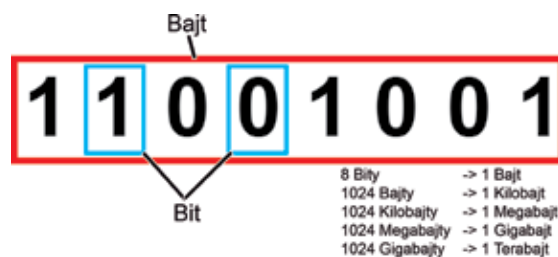 Bajt
1 1 0 0 1 0 0 1
Bit
8 Bity -> 1 Bajt
1024 Bajty -> 1 Kilobajt
1024 Kilobajty -> 1 Megabajt
1024 Megabajty -> 1 Gigabajt
1024 Gigabajty -> 1 Terabajt